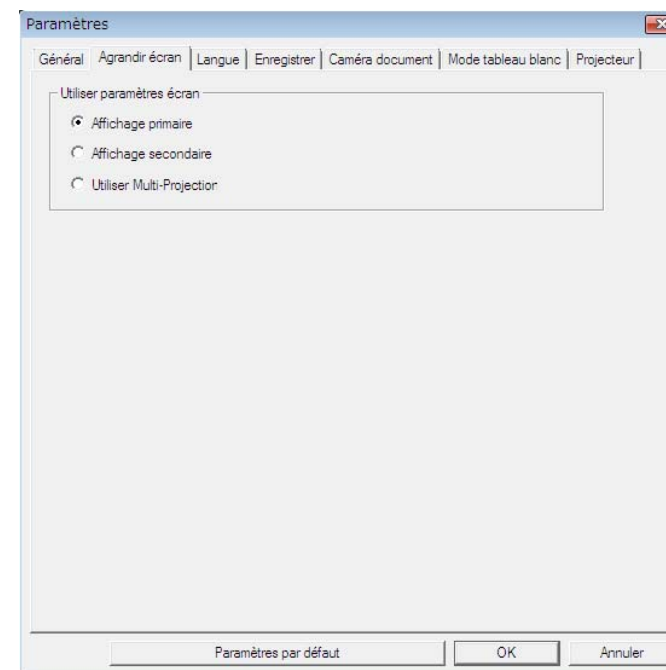 Paramètres
Général Agrandir écran Langue Enregistrer Caméra document Mode tableau blanc Projecteur
Utiliser paramètres écran
Affichage primaire
Affichage secondaire
Utiliser Multi-Projection
Paramètres par défaut OK Annuler